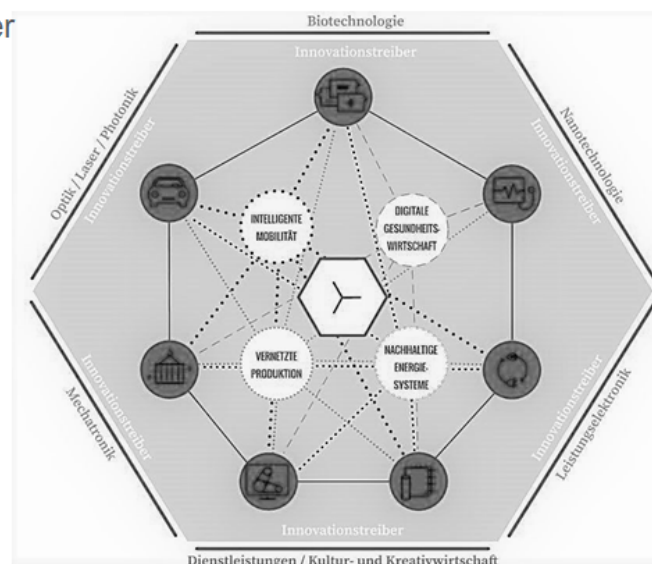 er
Biotechnologie
Innovationstreiber
Optik / Laser / Photonik
Innovationstreiber
Nanotechnologie
Innovationstreiber
INTELLIGENTE
MOBILITÄT
DIGITALE
GESUNDHEITS-
WIRTSCHAFT
VERNETZTE
PRODUKTION
NACHHALTIGE
ENERGIE-
SYSTEME
Mechatronik
Innovationstreiber
Innovationstreiber
Leistungselektronik
Innovationstreiber
Dienstleistungen / Kultur- und Kreativwirtschaft